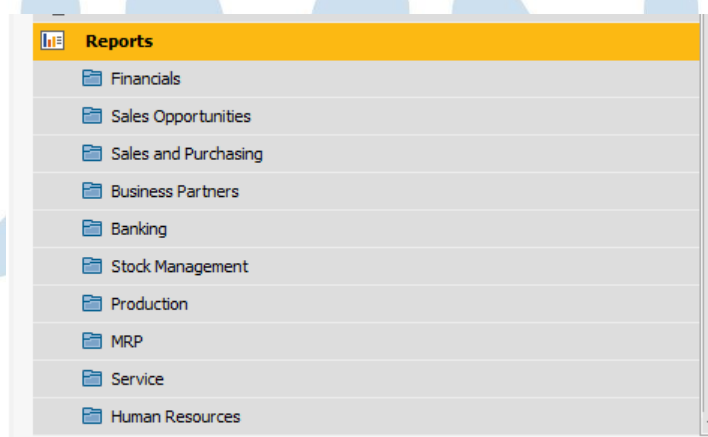 Reports
Financials
Sales Opportunities
Sales and Purchasing
Business Partners
Banking
Stock Management
Production
MRP
Service
Human Resources